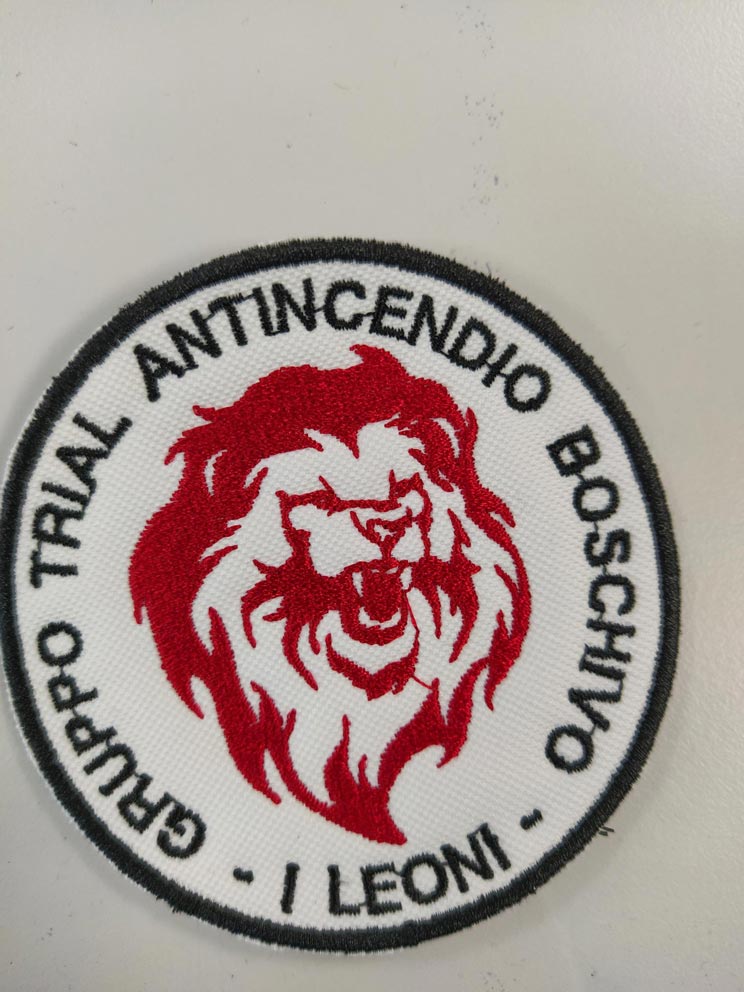 GRUPPO TRIAL ANTINCENDIO BOSCHIVO
- I LEONI -